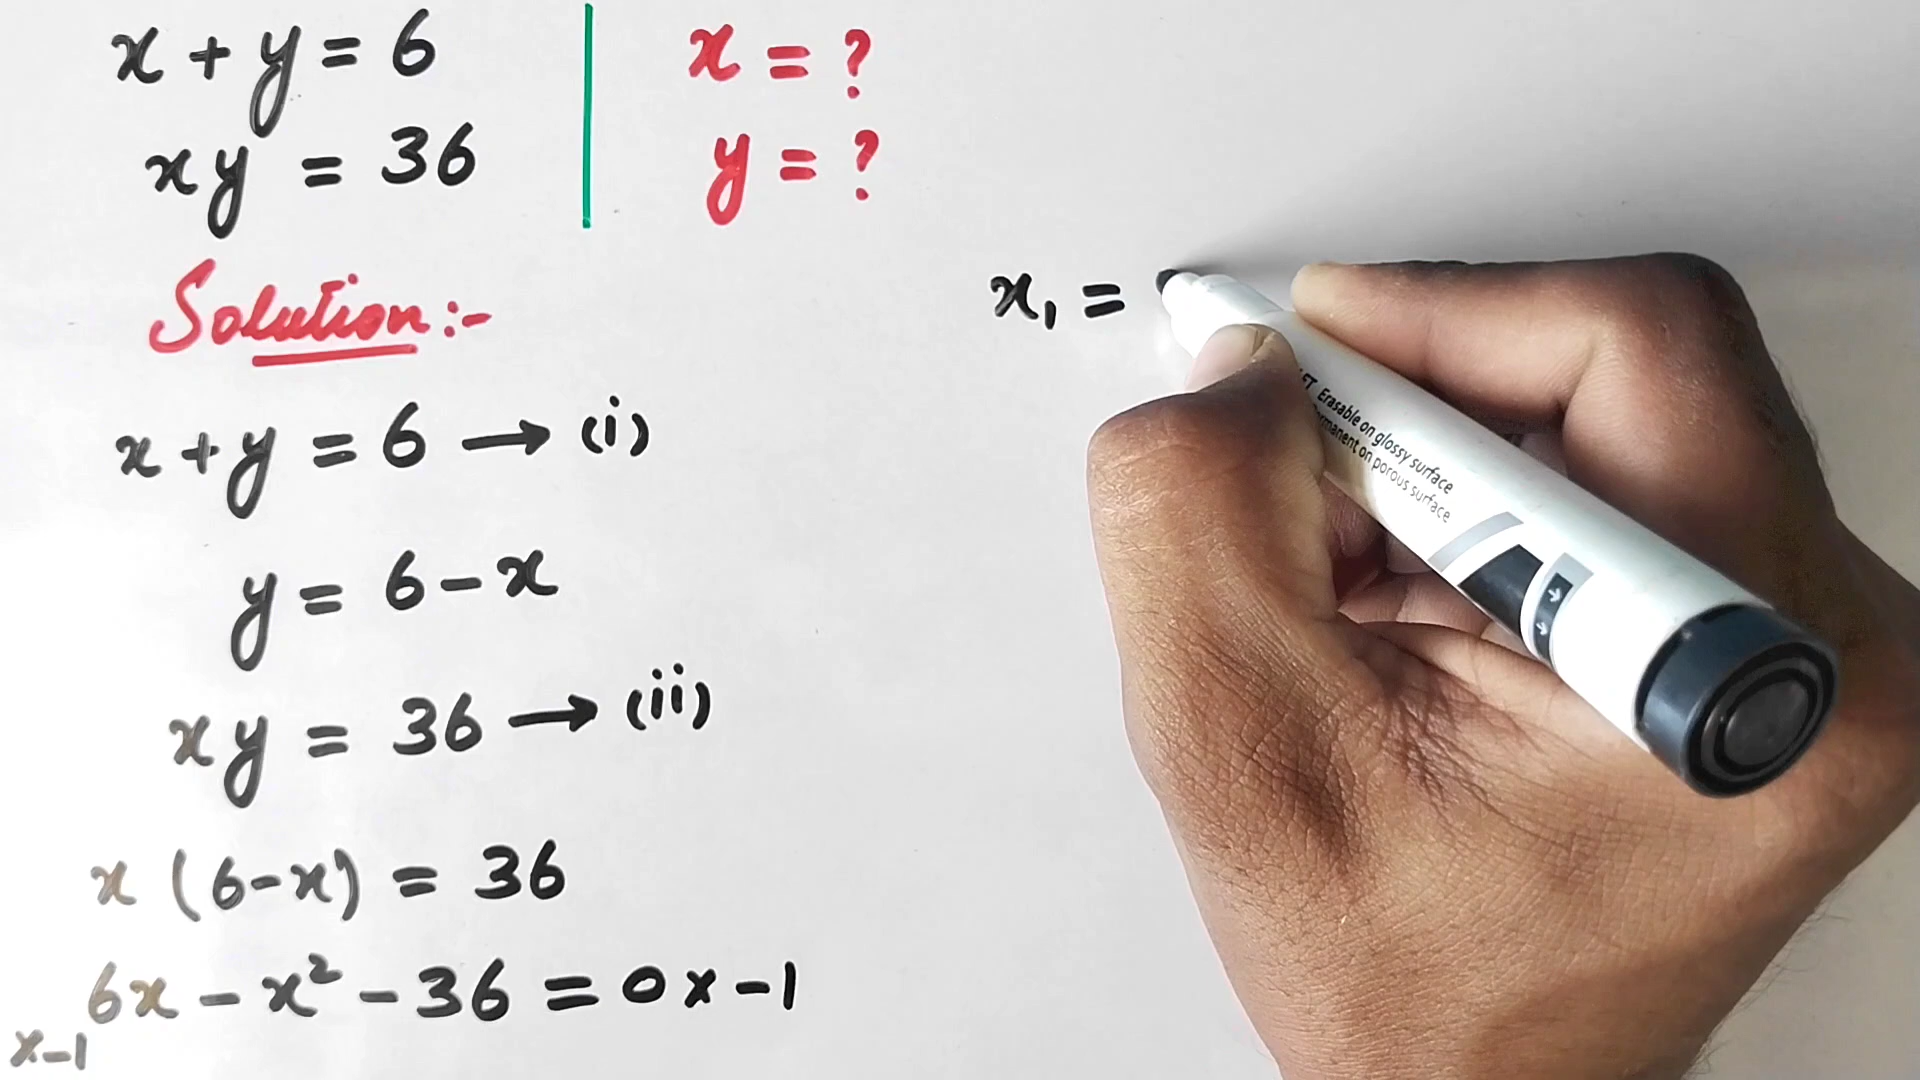 x + y = 6
xy = 36
x = ?
y = ?
Solution:-
x + y = 6 → (i)
y = 6 - x
xy = 36 → (ii)
x (6-x) = 36
6x - x² - 36 = 0 x -1
x-1
x₁ =
Erasable on glossy surface
on porous surface